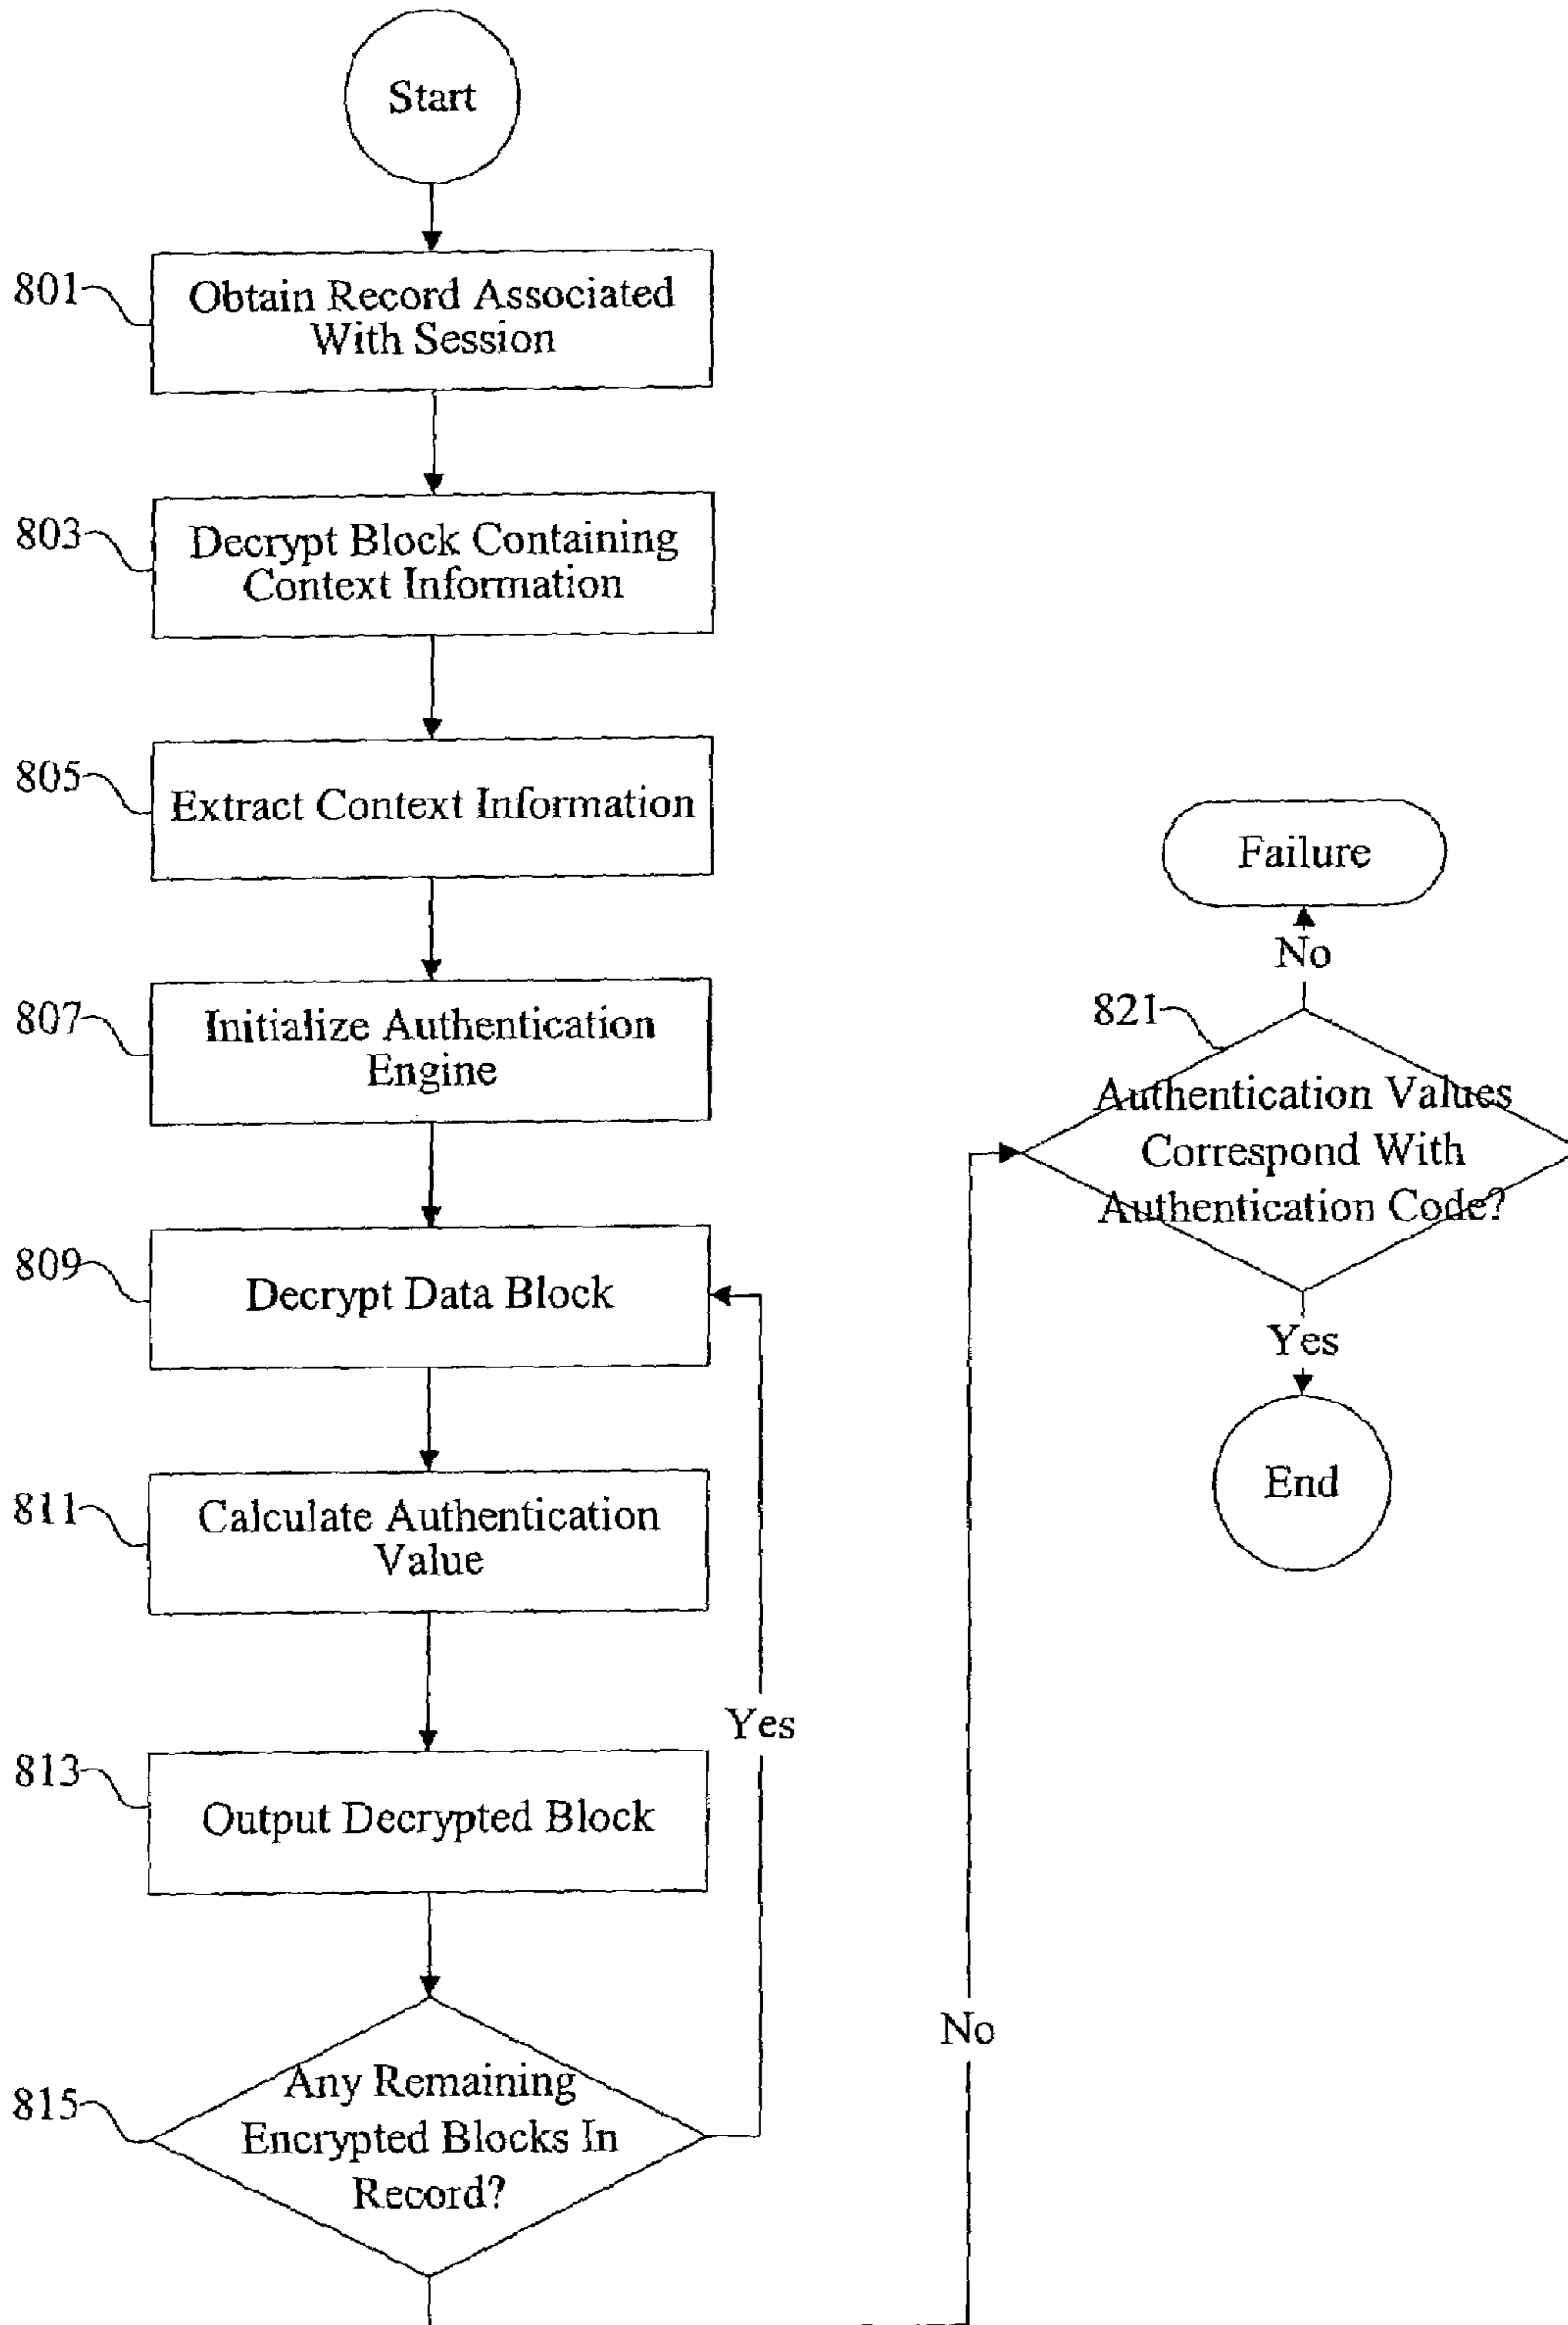 Start
801
Obtain Record Associated
With Session
803
Decrypt Block Containing
Context Information
805
Extract Context Information
807
Initialize Authentication
Engine
809
Decrypt Data Block
811
Calculate Authentication
Value
813
Output Decrypted Block
Yes
815
Any Remaining
Encrypted Blocks In
Record?
No
Failure
No
821
Authentication Values
Correspond With
Authentication Code?
Yes
End